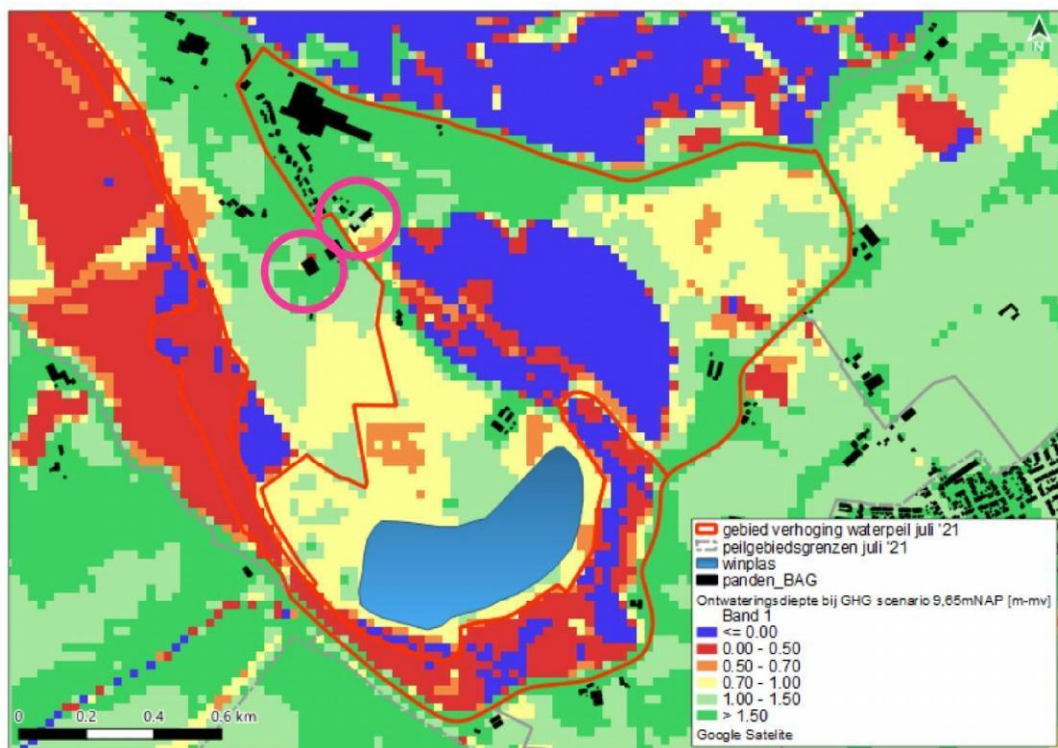 N
gebied verhoging waterpeil juli '21
peilgebiedsgrenzen juli '21
winplas
panden_BAG
Ontwateringsdiepte bij GHG scenario 9,65mNAP [m-mv]
Band 1
<= 0.00
0.00 - 0.50
0.50 - 0.70
0.70 - 1.00
1.00 - 1.50
> 1.50
Google Satelite
0 0.2 0.4 0.6 km